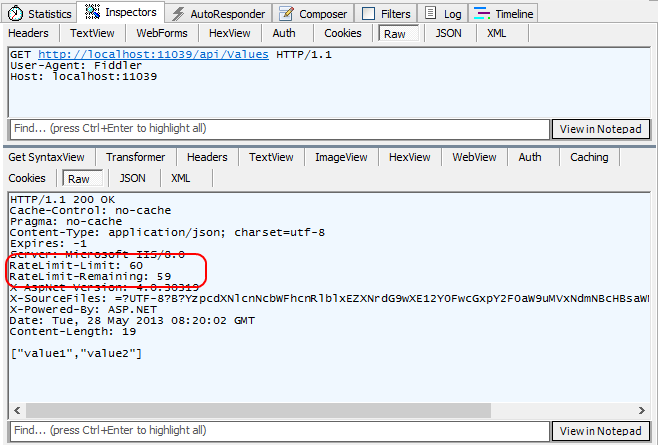 Statistics Inspectors AutoResponder Composer Filters Log Timeline
Headers TextView WebForms HexView Auth Cookies Raw JSON XML
GET http://localhost:11039/api/Values HTTP/1.1
User-Agent: Fiddler
Host: localhost:11039
Find... (press Ctrl+Enter to highlight all) View in Notepad
Get SyntaxView Transformer Headers TextView ImageView HexView WebView Auth Caching
Cookies Raw JSON XML
HTTP/1.1 200 OK
Cache-Control: no-cache
Pragma: no-cache
Content-Type: application/json; charset=utf-8
Expires: -1
Server: Microsoft-IIS/8.0
RateLimit-Limit: 60
RateLimit-Remaining: 59
X-AspNet-Version: 4.0.30319
X-SourceFiles:
X-Powered-By: ASP.NET
Date: Tue, 28 May 2013 08:20:02 GMT
Content-Length: 19
["value1","value2"]
Find... (press Ctrl+Enter to highlight all) View in Notepad